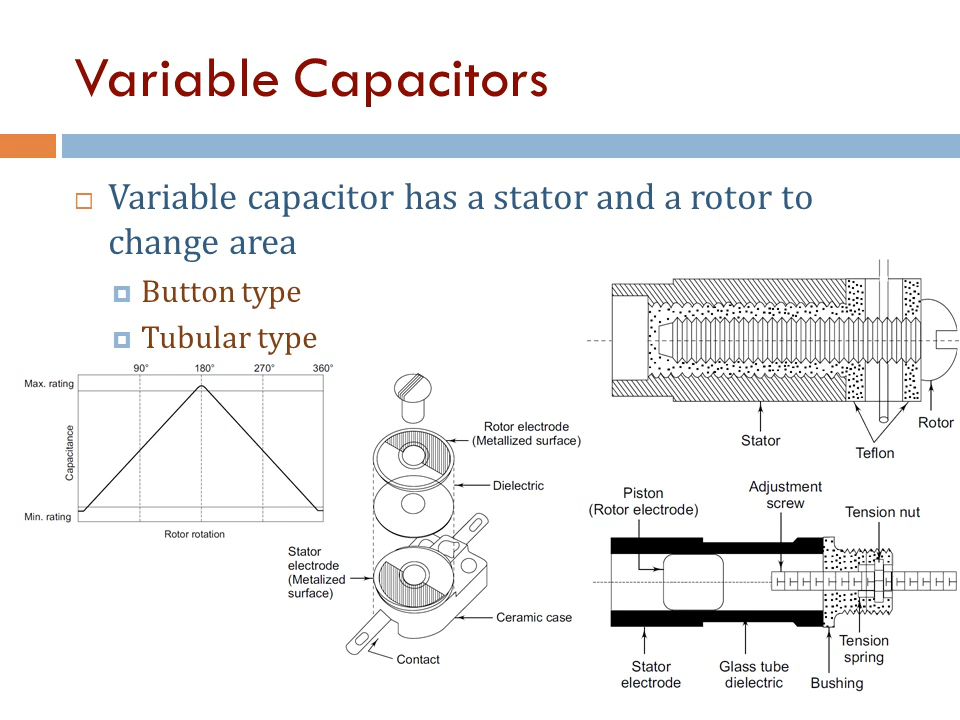 Variable Capacitors
Variable capacitor has a stator and a rotor to
change area
Button type
Tubular type
90° 180° 270° 360°
Max. rating
Capacitance
Min. rating
Rotor rotation
Rotor electrode
(Metallized surface)
Dielectric
Stator
electrode
(Metalized
surface)
Ceramic case
Contact
Rotor
Stator
Teflon
Piston
(Rotor electrode)
Adjustment
screw
Tension nut
Tension
spring
Stator
electrode
Glass tube
dielectric
Bushing